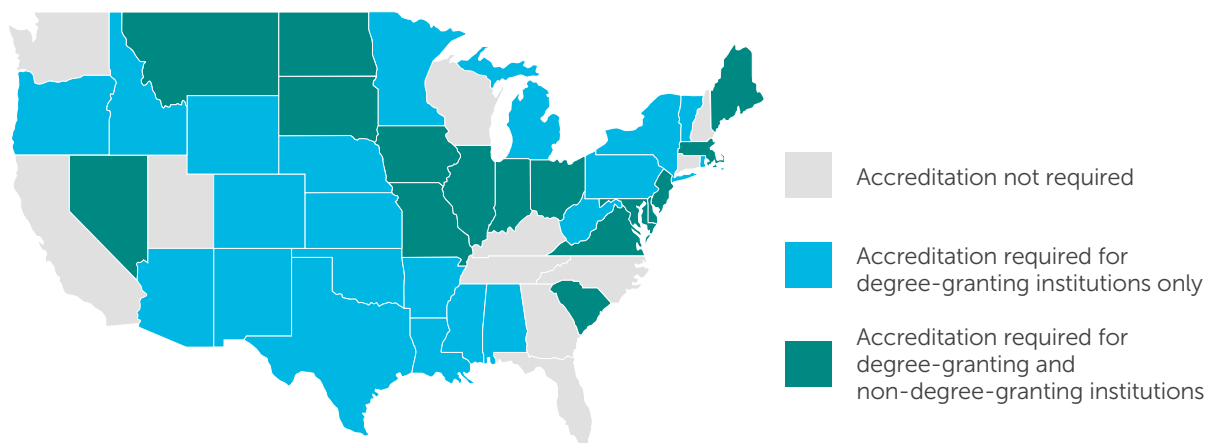 Accreditation not required
Accreditation required for
degree-granting institutions only
Accreditation required for
degree-granting and
non-degree-granting institutions